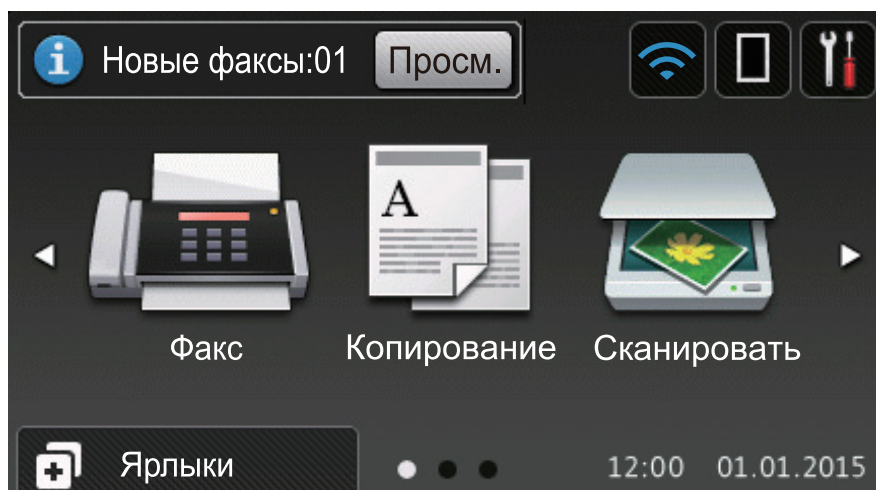 Новые факсы:01 Просм.
A
Факс Копирование Сканировать
Ярлыки 12:00 01.01.2015